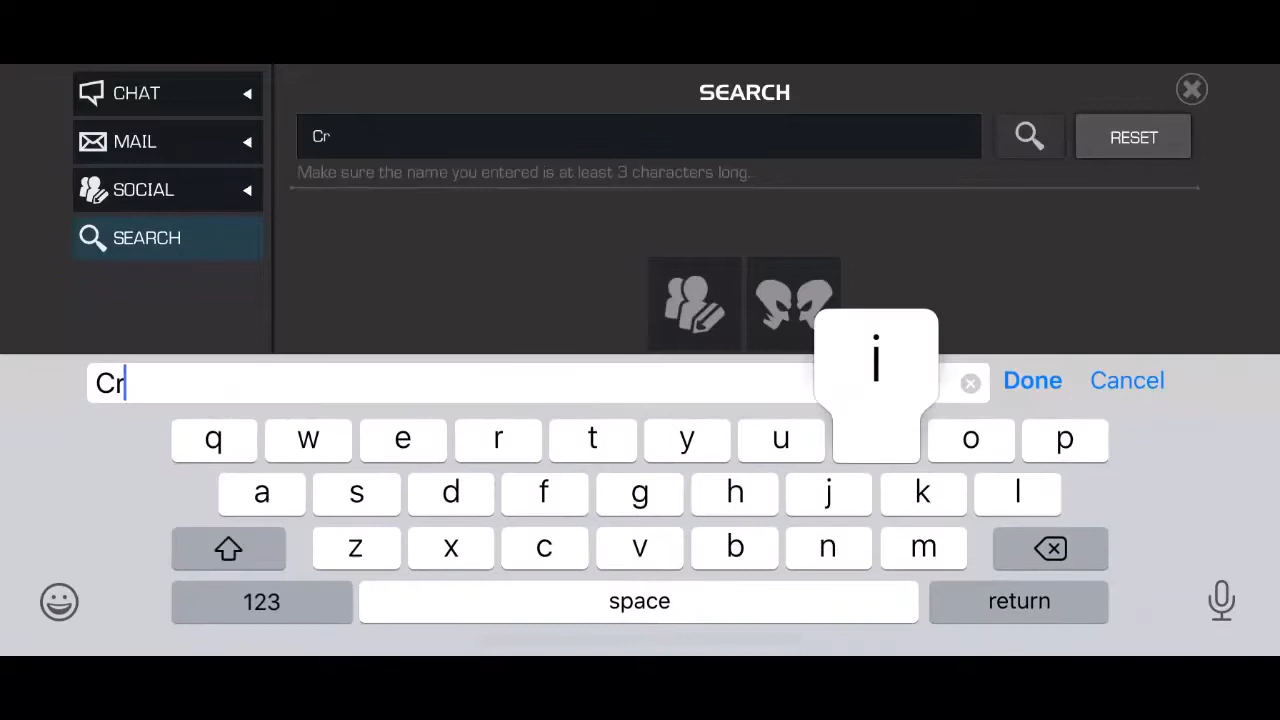 CHAT
MAIL
SOCIAL
SEARCH
SEARCH
Cr
RESET
Make sure the name you entered is at least 3 characters long.
Cr
Done Cancel
i
q w e r t y u o p
a s d f g h j k l
z x c v b n m
123 space return